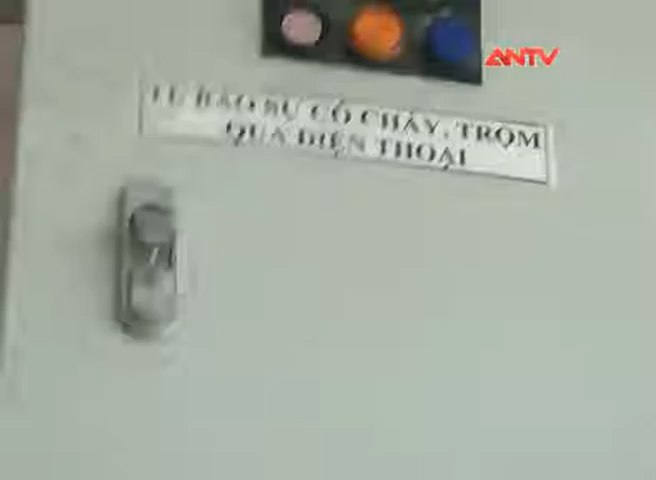 ANTV
TỦ BÁO SỰ CỐ CHÁY, TRỘM
QUA ĐIỆN THOẠI